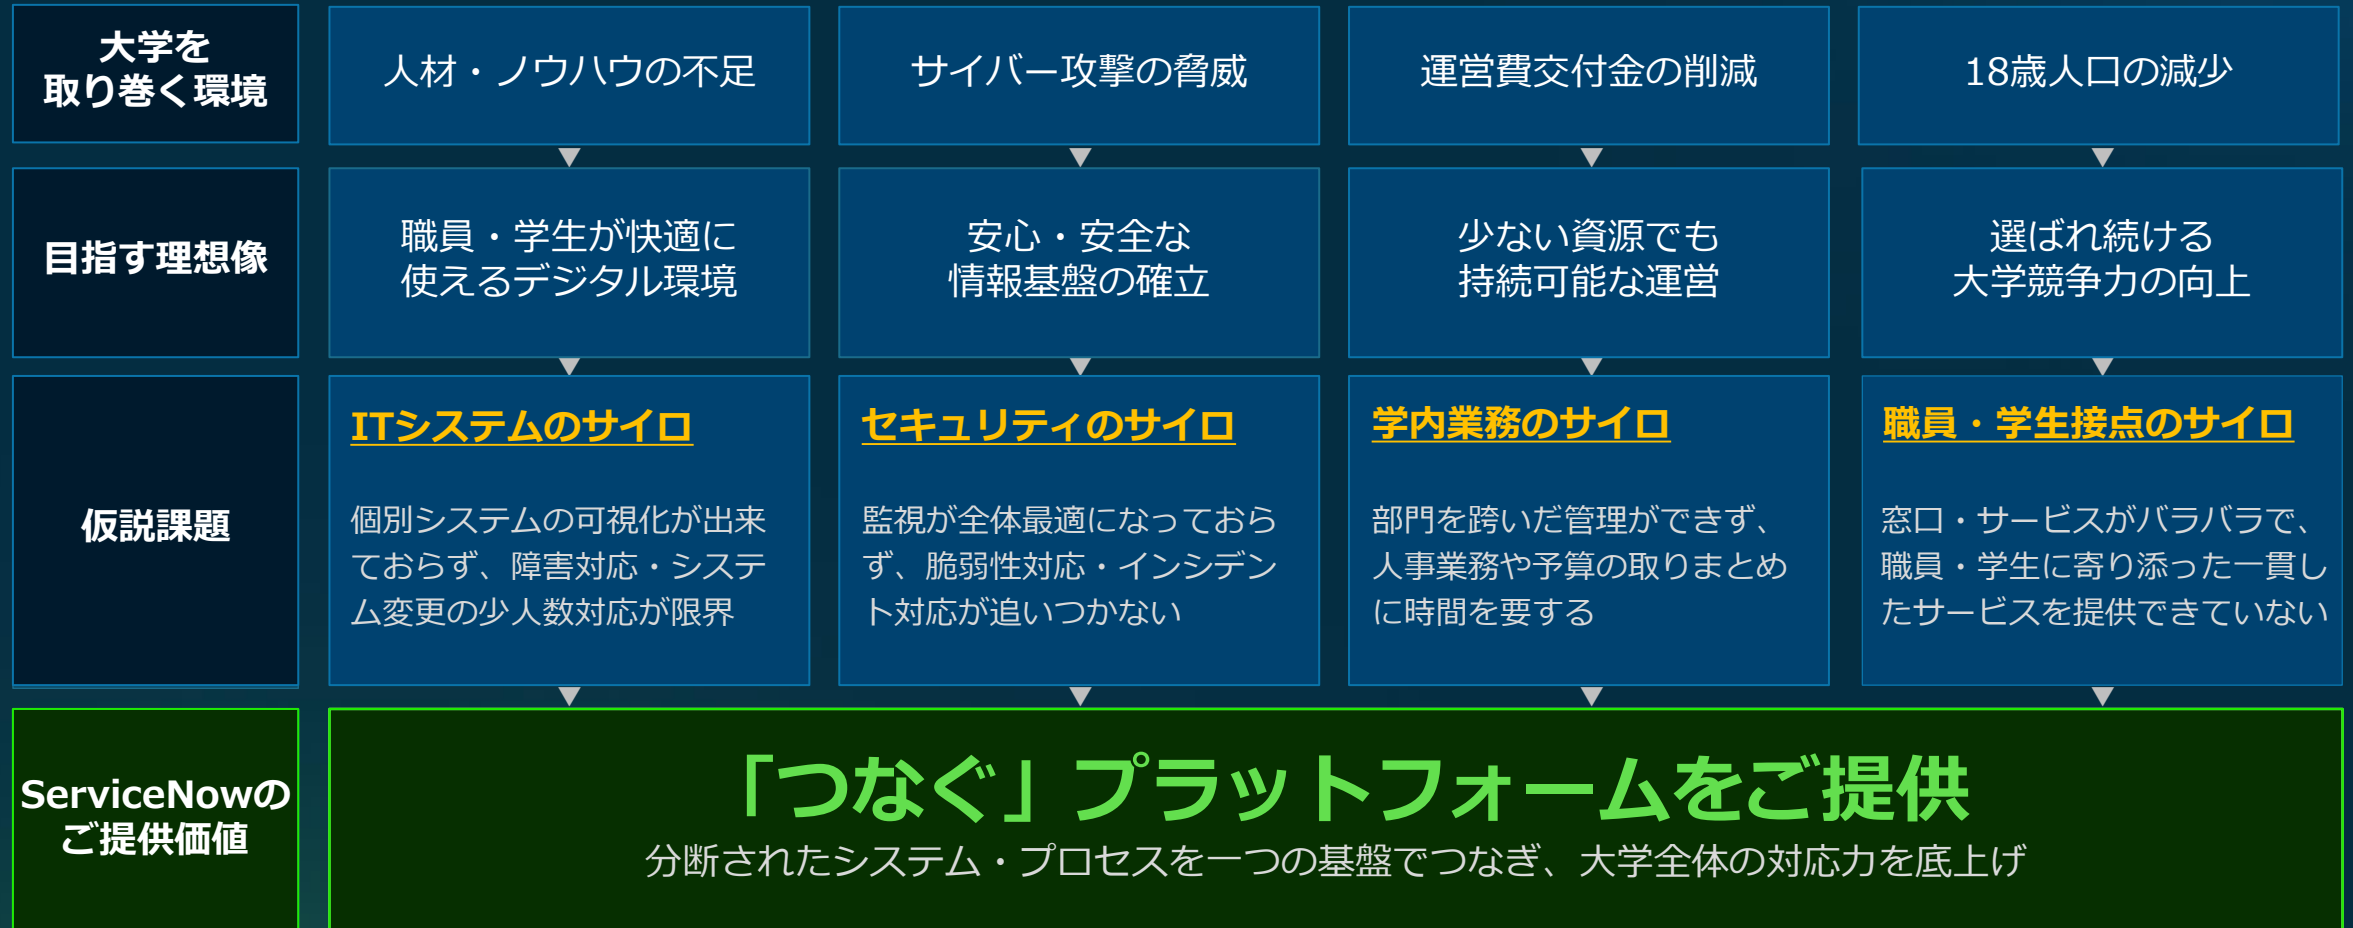 大学を
取り巻く環境
人材・ノウハウの不足
サイバー攻撃の脅威
運営費交付金の削減
18歳人口の減少
目指す理想像
職員・学生が快適に
使えるデジタル環境
安心・安全な
情報基盤の確立
少ない資源でも
持続可能な運営
選ばれ続ける
大学競争力の向上
仮説課題
ITシステムのサイロ
個別システムの可視化が出来
ておらず、障害対応・システ
ム変更の少人数対応が限界
セキュリティのサイロ
監視が全体最適になっておら
ず、脆弱性対応・インシデン
ト対応が追いつかない
学内業務のサイロ
部門を跨いだ管理ができず、
人事業務や予算の取りまとめ
に時間を要する
職員・学生接点のサイロ
窓口・サービスがバラバラで、
職員・学生に寄り添った一貫し
たサービスを提供できていない
ServiceNowの
ご提供価値
「つなぐ」プラットフォームをご提供
分断されたシステム・プロセスを一つの基盤でつなぎ、大学全体の対応力を底上げ